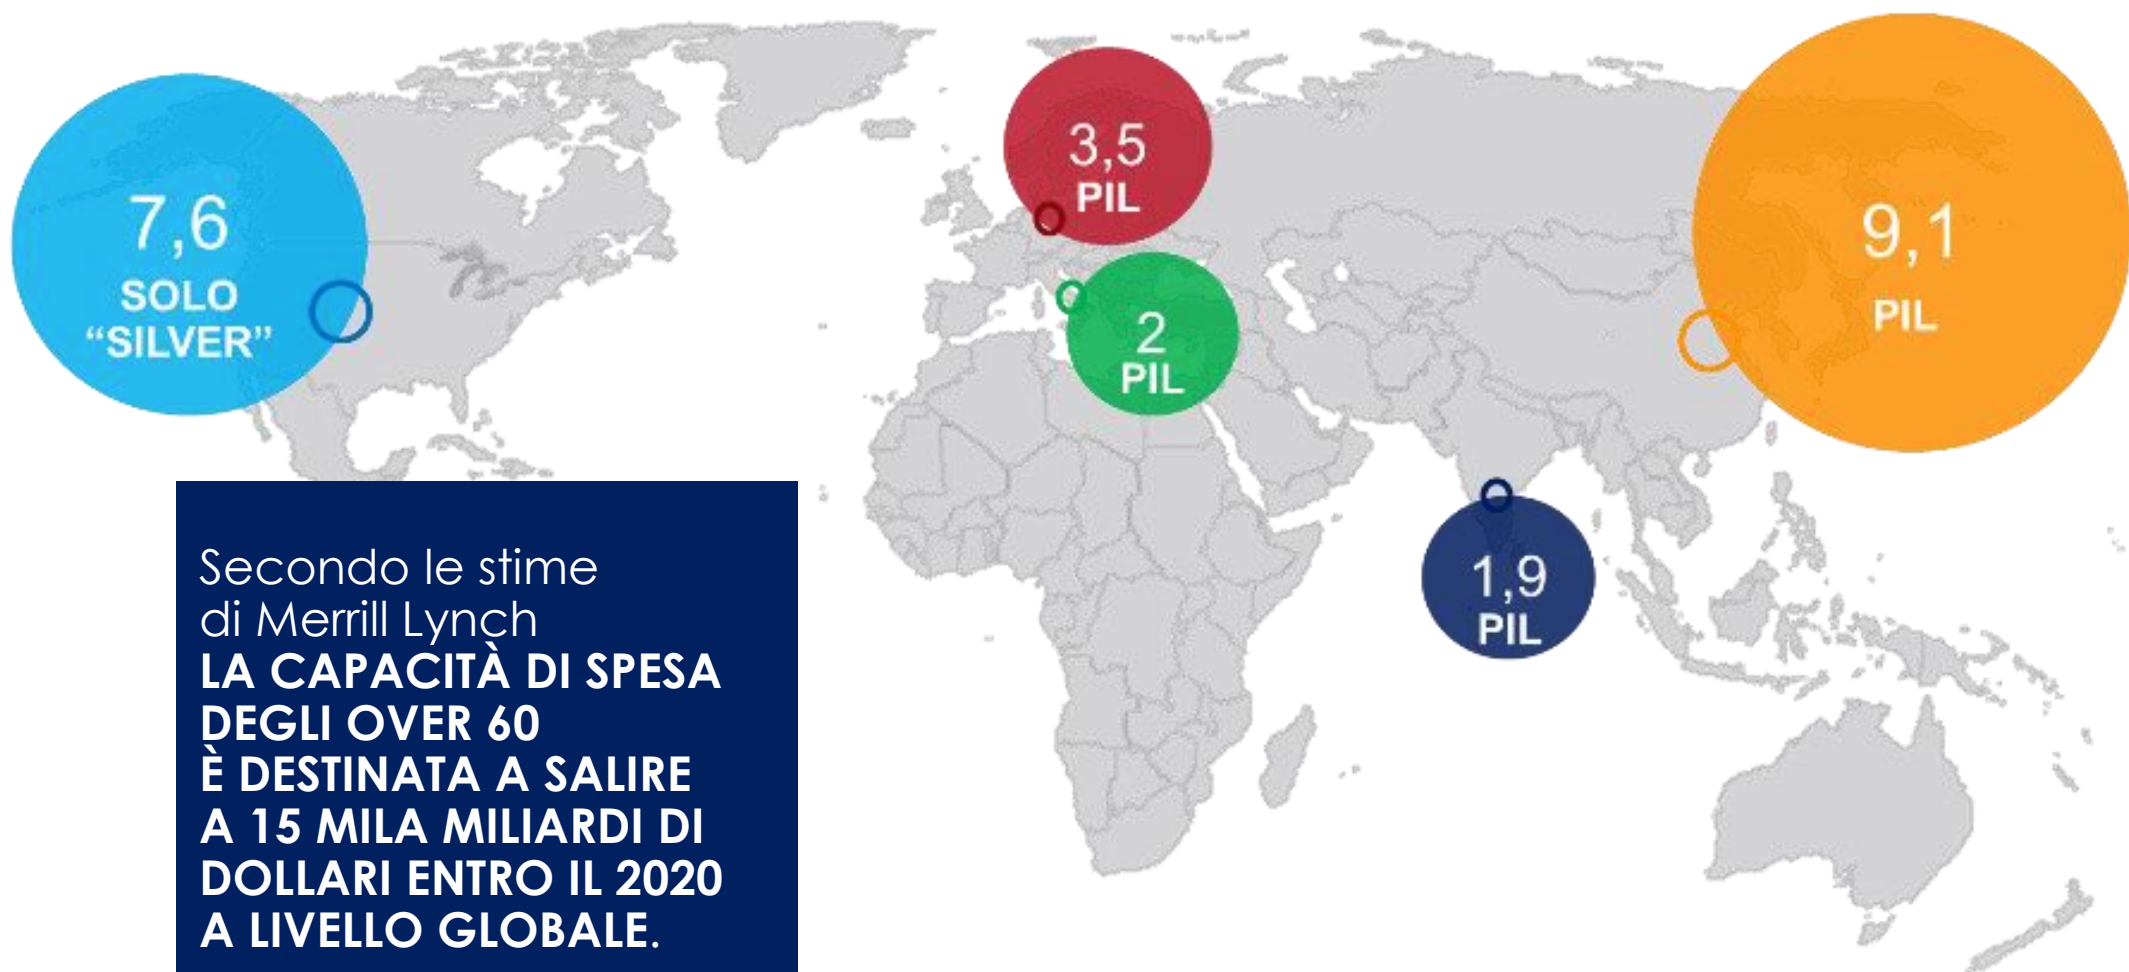 7,6
SOLO
“SILVER”
3,5
PIL
2
PIL
9,1
PIL
1,9
PIL
Secondo le stime
di Merrill Lynch
LA CAPACITÀ DI SPESA
DEGLI OVER 60
È DESTINATA A SALIRE
A 15 MILA MILIARDI DI
DOLLARI ENTRO IL 2020
A LIVELLO GLOBALE.